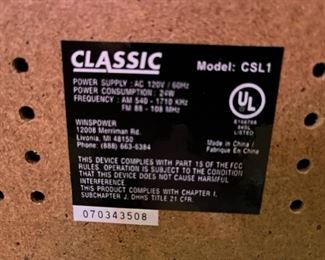 CLASSIC Model: CSL1
POWER SUPPLY : AC 120V / 60Hz
POWER CONSUMPTION : 24W
FREQUENCY : AM 540 - 1710 KHz
FM 88 - 108 MHz
UL
LISTED
WINSPOWER
12008 Merriman Rd.
Livonia, MI 48150
Phone: (888) 663-6384
Made in China /
Fabrique En China
THIS DEVICE COMPLIES WITH PART 15 OF THE FCC
RULES. OPERATION IS SUBJECT TO THE CONDITION
THAT THIS DEVICE DOES NOT CAUSE HARMFUL
INTERFERENCE
THIS PRODUCT COMPLIES WITH CHAPTER I.
SUBCHAPTER J, DHHS TITLE 21 CFR.
070343508